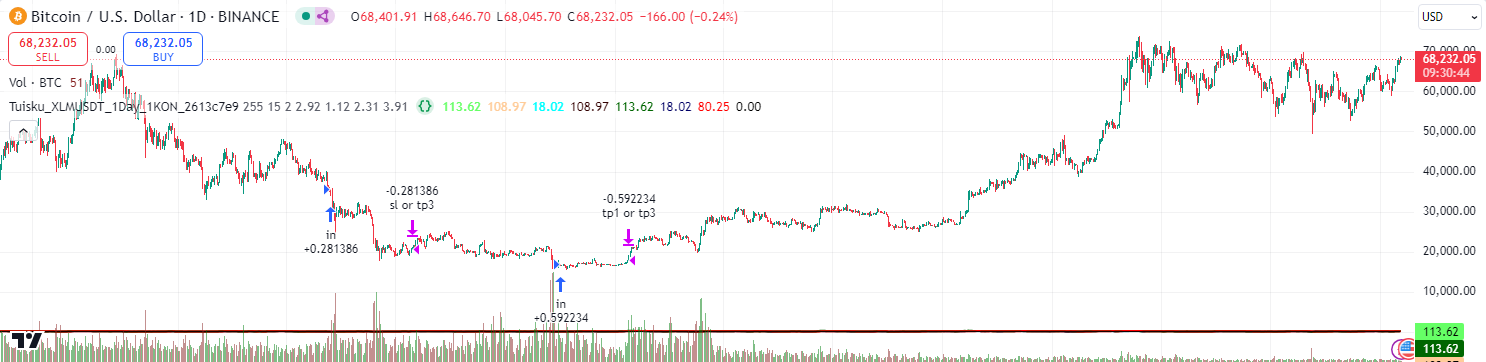 Bitcoin / U.S. Dollar · 1D · BINANCE O68,401.91 H68,646.70 L68,045.70 C68,232.05 −166.00 (−0.24%)
USD
68,232.05
SELL
0.00
68,232.05
BUY
Vol · BTC 51
Tuisku_XLMUSDT_1Day_1KON_2613c7e9 255 15 2 2.92 1.12 2.31 3.91 {} 113.62 108.97 18.02 108.97 113.62 18.02 80.25 0.00
70,000.00
68,232.05
09:30:44
60,000.00
50,000.00
40,000.00
30,000.00
20,000.00
10,000.00
-0.281386
sl or tp3
in
+0.281386
-0.592234
tp1 or tp3
in
+0.592234
113.62
113.62